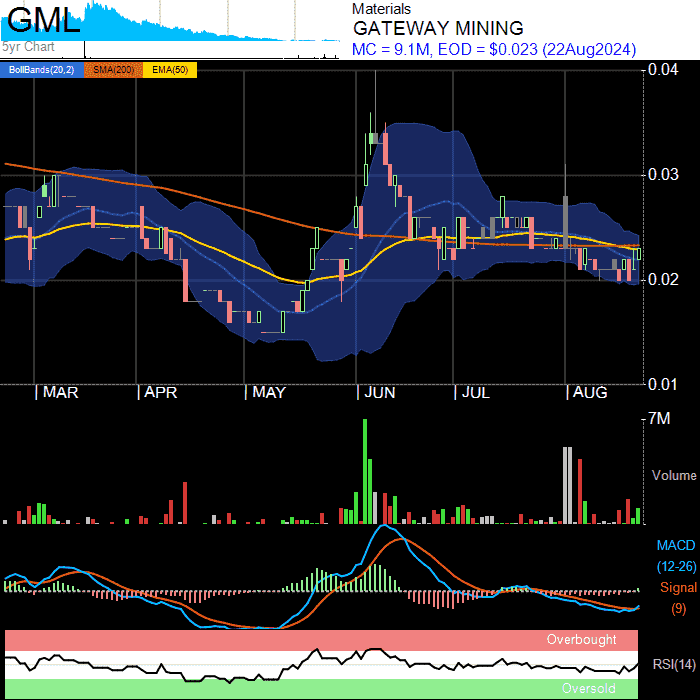 GML
5yr Chart
Materials
GATEWAY MINING
MC = 9.1M, EOD = $0.023 (22Aug2024)
BollBands(20,2) SMA(200) EMA(50)
0.04
0.03
0.02
0.01
| MAR | APR | MAY | JUN | JUL | AUG
7M
Volume
MACD
(12-26)
Signal
(9)
Overbought
RSI(14)
Oversold